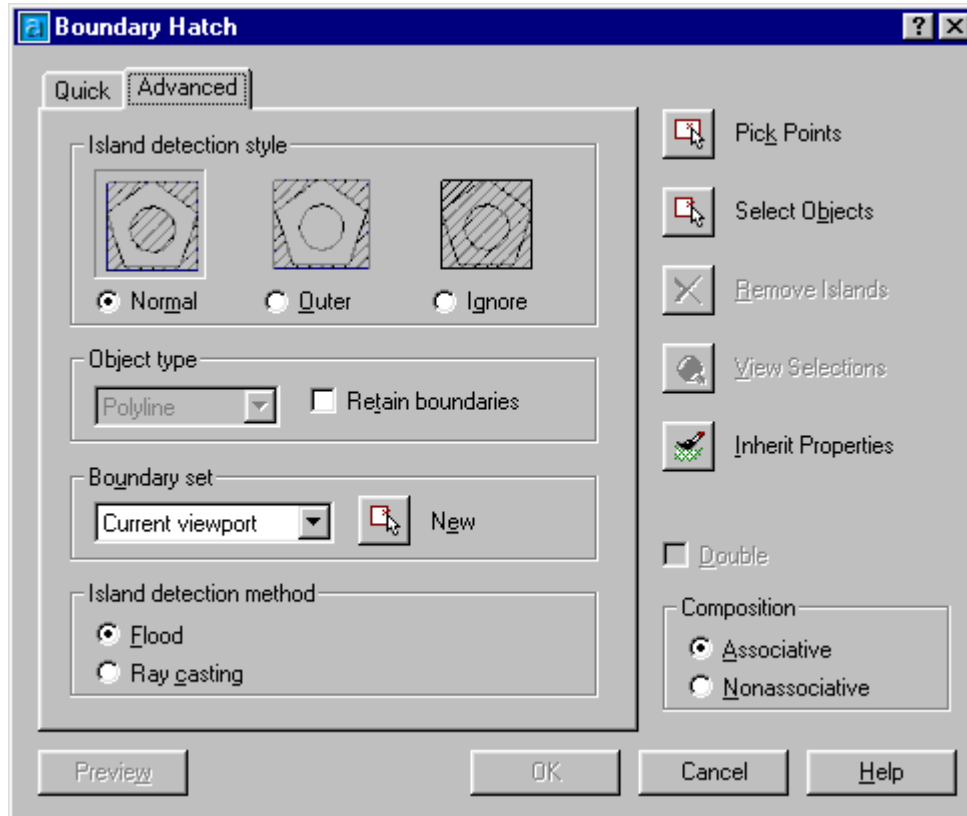 Boundary Hatch
Quick
Advanced
Island detection style
Normal
Outer
Ignore
Object type
Polyline
Retain boundaries
Boundary set
Current viewport
New
Island detection method
Flood
Ray casting
Pick Points
Select Objects
Remove Islands
View Selections
Inherit Properties
Double
Composition
Associative
Nonassociative
Preview
OK
Cancel
Help